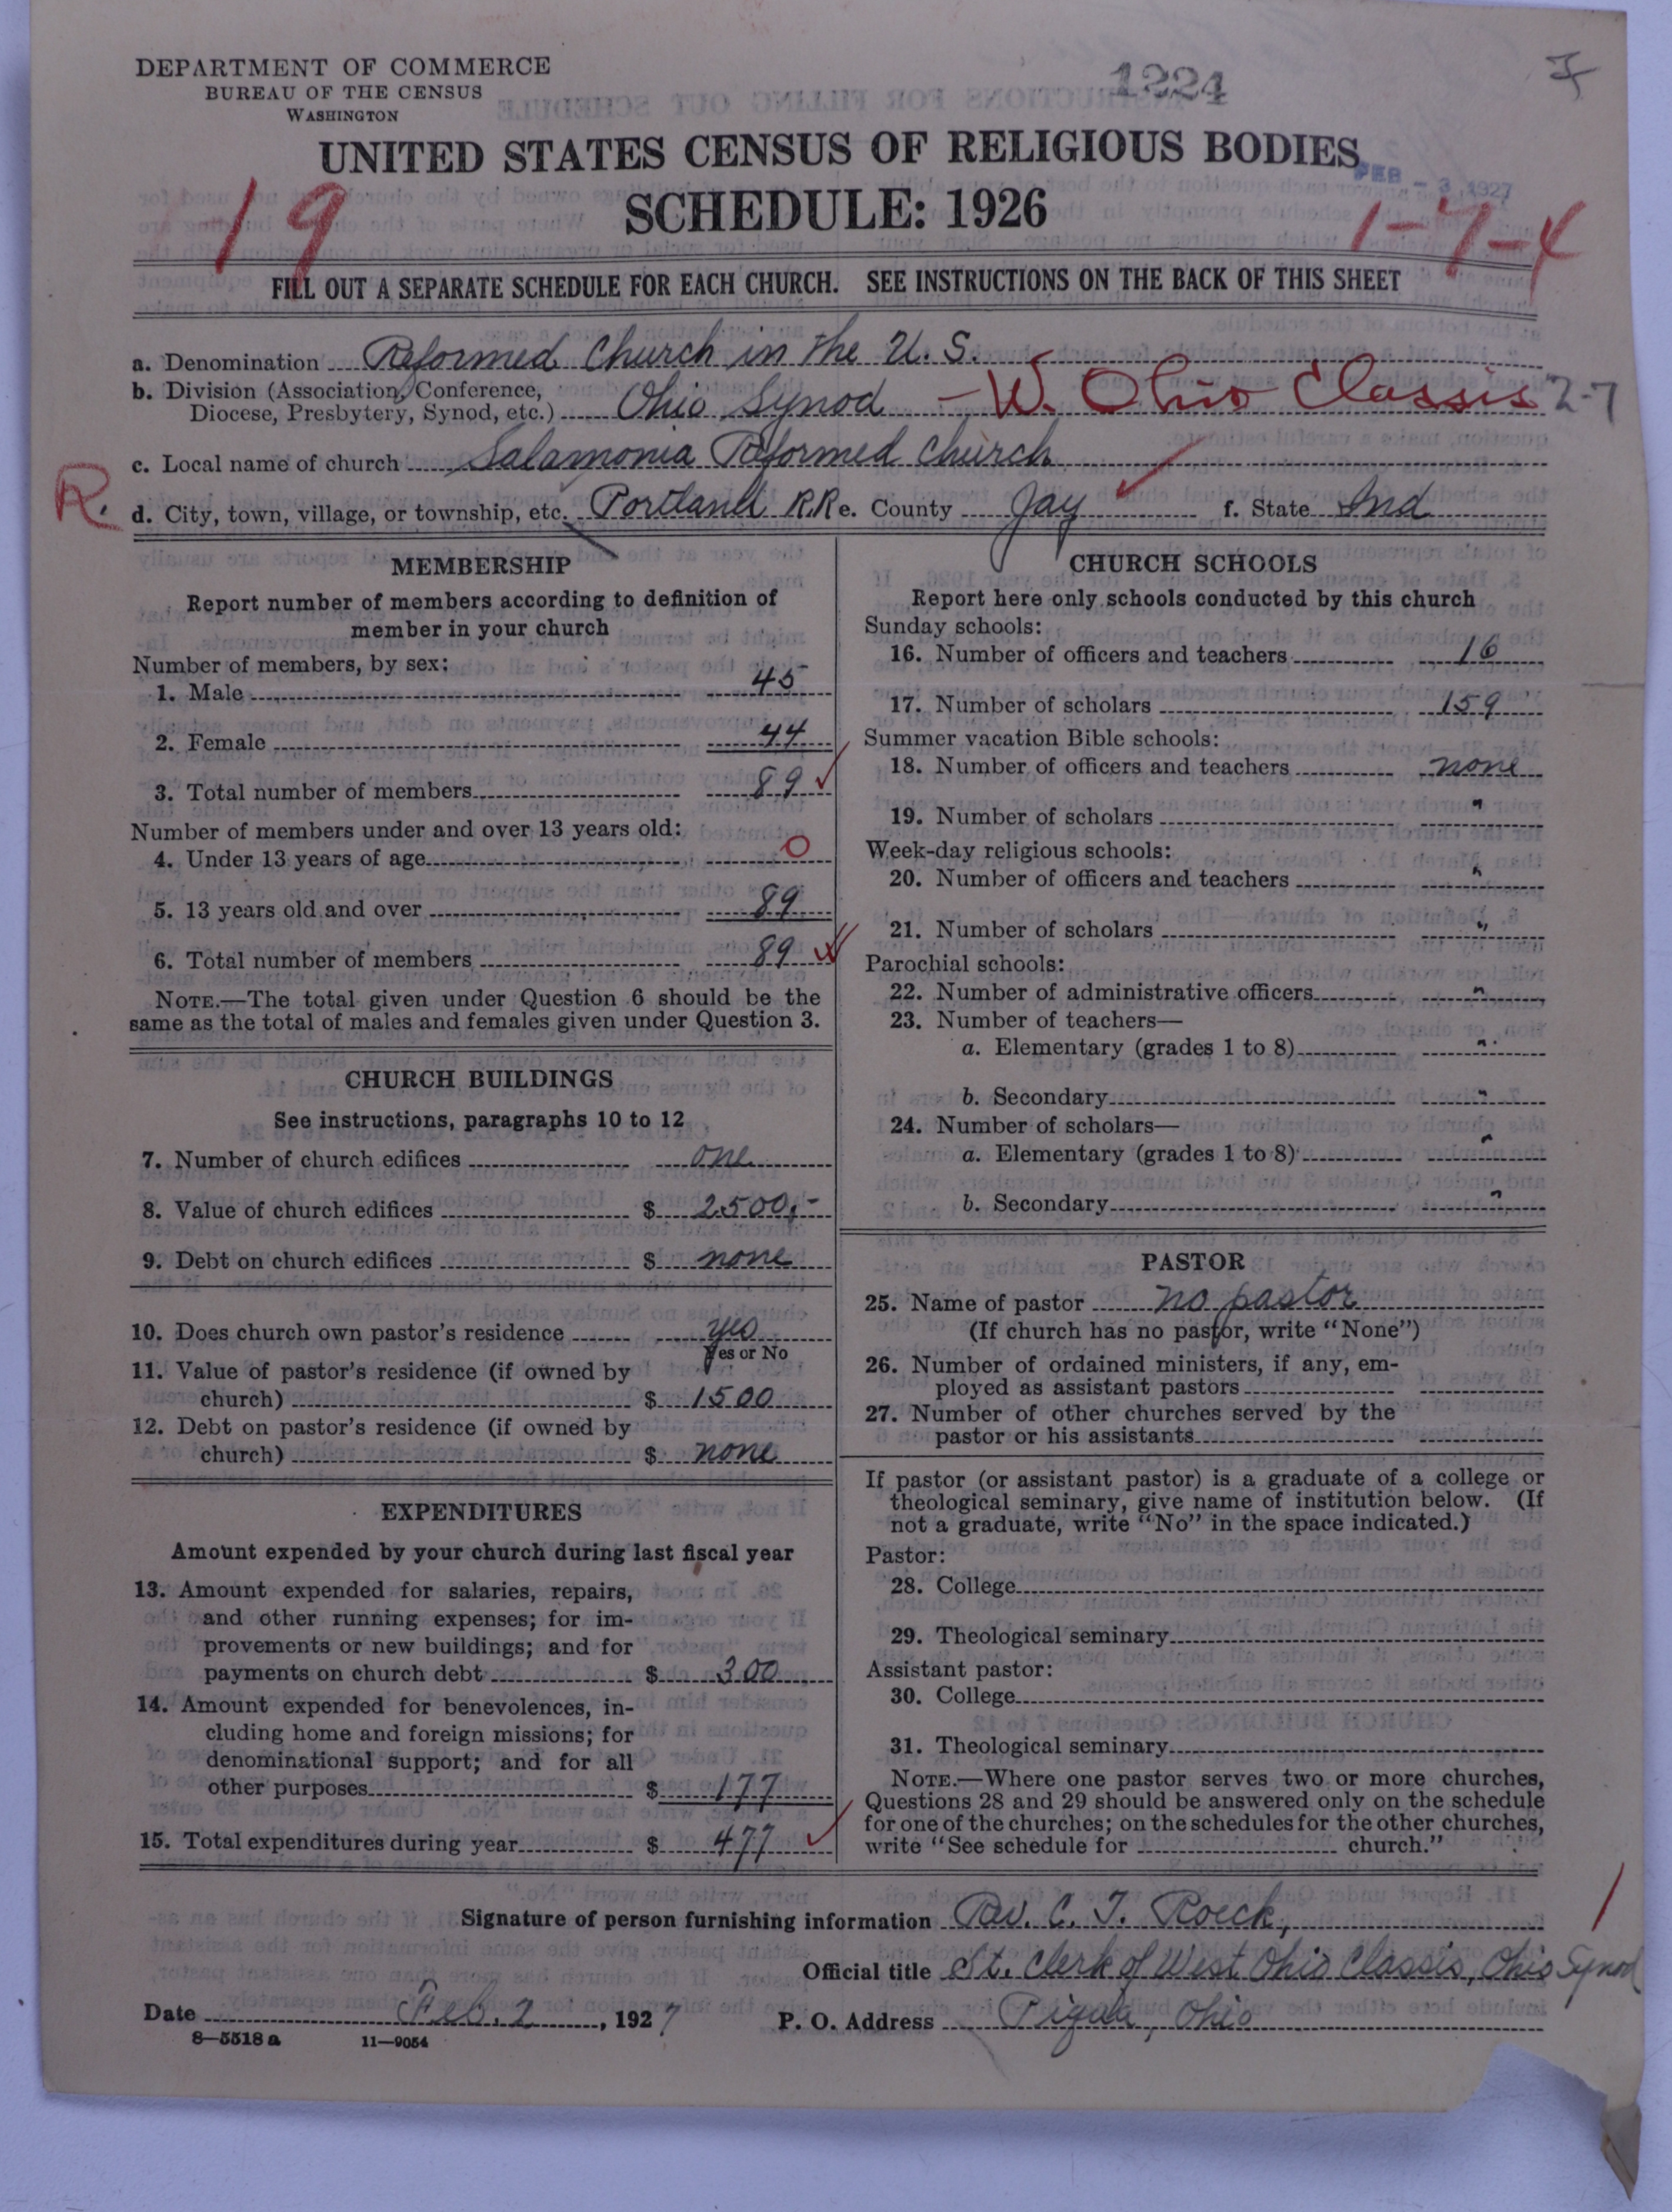 DEPARTMENT OF COMMERCE
BUREAU OF THE CENSUS
WASHINGTON
1224
UNITED STATES CENSUS OF RELIGIOUS BODIES
FEB - 3 1927
SCHEDULE: 1926
19
1-7-4
FILL OUT A SEPARATE SCHEDULE FOR EACH CHURCH. SEE INSTRUCTIONS ON THE BACK OF THIS SHEET
a. Denomination Reformed Church in the U. S.
b. Division (Association, Conference,
Diocese, Presbytery, Synod, etc.) Ohio Synod - W. Ohio Classis 2-7
c. Local name of church Salamonia Reformed Church
R. d. City, town, village, or township, etc. Portland R.R. e. County Jay f. State Ind
MEMBERSHIP
Report number of members according to definition of
member in your church
Number of members, by sex:
1. Male 45
2. Female 44
3. Total number of members 89
Number of members under and over 13 years old:
4. Under 13 years of age 0
5. 13 years old and over 89
6. Total number of members 89
NOTE.—The total given under Question 6 should be the
same as the total of males and females given under Question 3.
CHURCH BUILDINGS
See instructions, paragraphs 10 to 12
7. Number of church edifices one
8. Value of church edifices $ 2500,-
9. Debt on church edifices $ none
10. Does church own pastor's residence yes
Yes or No
11. Value of pastor's residence (if owned by
church) $ 1500
12. Debt on pastor's residence (if owned by
church) $ none
EXPENDITURES
Amount expended by your church during last fiscal year
13. Amount expended for salaries, repairs,
and other running expenses; for im-
provements or new buildings; and for
payments on church debt $ 300
14. Amount expended for benevolences, in-
cluding home and foreign missions; for
denominational support; and for all
other purposes $ 177
15. Total expenditures during year $ 477
CHURCH SCHOOLS
Report here only schools conducted by this church
Sunday schools:
16. Number of officers and teachers 16
17. Number of scholars 159
Summer vacation Bible schools:
18. Number of officers and teachers none
19. Number of scholars "
Week-day religious schools:
20. Number of officers and teachers "
21. Number of scholars "
Parochial schools:
22. Number of administrative officers "
23. Number of teachers—
a. Elementary (grades 1 to 8) "
b. Secondary "
24. Number of scholars—
a. Elementary (grades 1 to 8) "
b. Secondary "
PASTOR
25. Name of pastor no pastor
(If church has no pastor, write "None")
26. Number of ordained ministers, if any, em-
ployed as assistant pastors
27. Number of other churches served by the
pastor or his assistants
If pastor (or assistant pastor) is a graduate of a college or
theological seminary, give name of institution below. (If
not a graduate, write "No" in the space indicated.)
Pastor:
28. College
29. Theological seminary
Assistant pastor:
30. College
31. Theological seminary
NOTE.—Where one pastor serves two or more churches,
Questions 28 and 29 should be answered only on the schedule
for one of the churches; on the schedules for the other churches,
write "See schedule for church."
Signature of person furnishing information Rev. C. F. Roeck,
Official title St. Clerk of West Ohio Classis, Ohio Synod
Date Feb. 2, 1927 P. O. Address Piqua, Ohio
8—5518a 11—9054